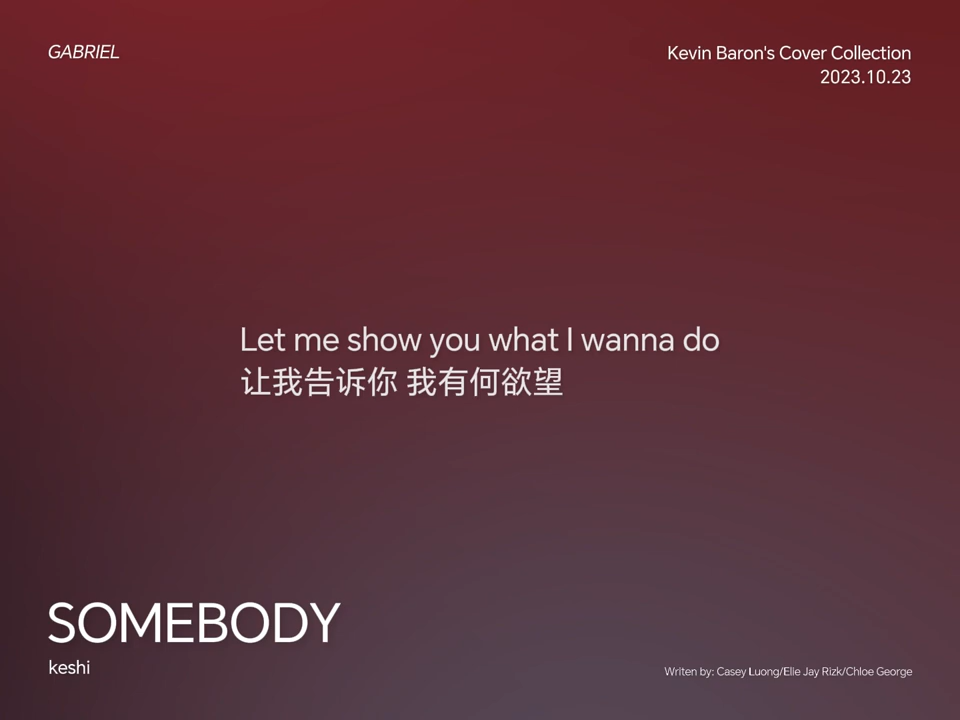 GABRIEL
Kevin Baron's Cover Collection
2023.10.23
Let me show you what I wanna do
让我告诉你 我有何欲望
SOMEBODY
keshi
Writen by: Casey Luong/Elie Jay Rizk/Chloe George